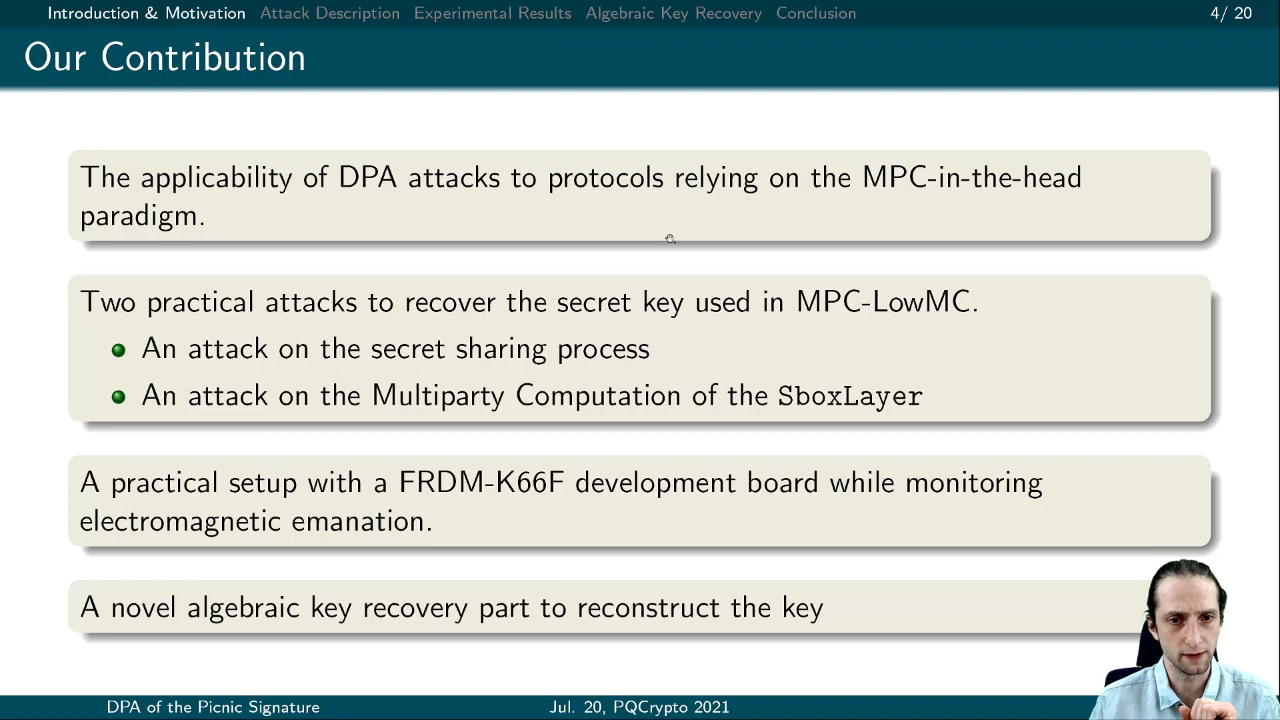 Introduction & Motivation Attack Description Experimental Results Algebraic Key Recovery Conclusion 4/ 20
Our Contribution
The applicability of DPA attacks to protocols relying on the MPC-in-the-head
paradigm.
Two practical attacks to recover the secret key used in MPC-LowMC.
An attack on the secret sharing process
An attack on the Multiparty Computation of the SboxLayer
A practical setup with a FRDM-K66F development board while monitoring
electromagnetic emanation.
A novel algebraic key recovery part to reconstruct the key
DPA of the Picnic Signature Jul. 20, PQCrypto 2021